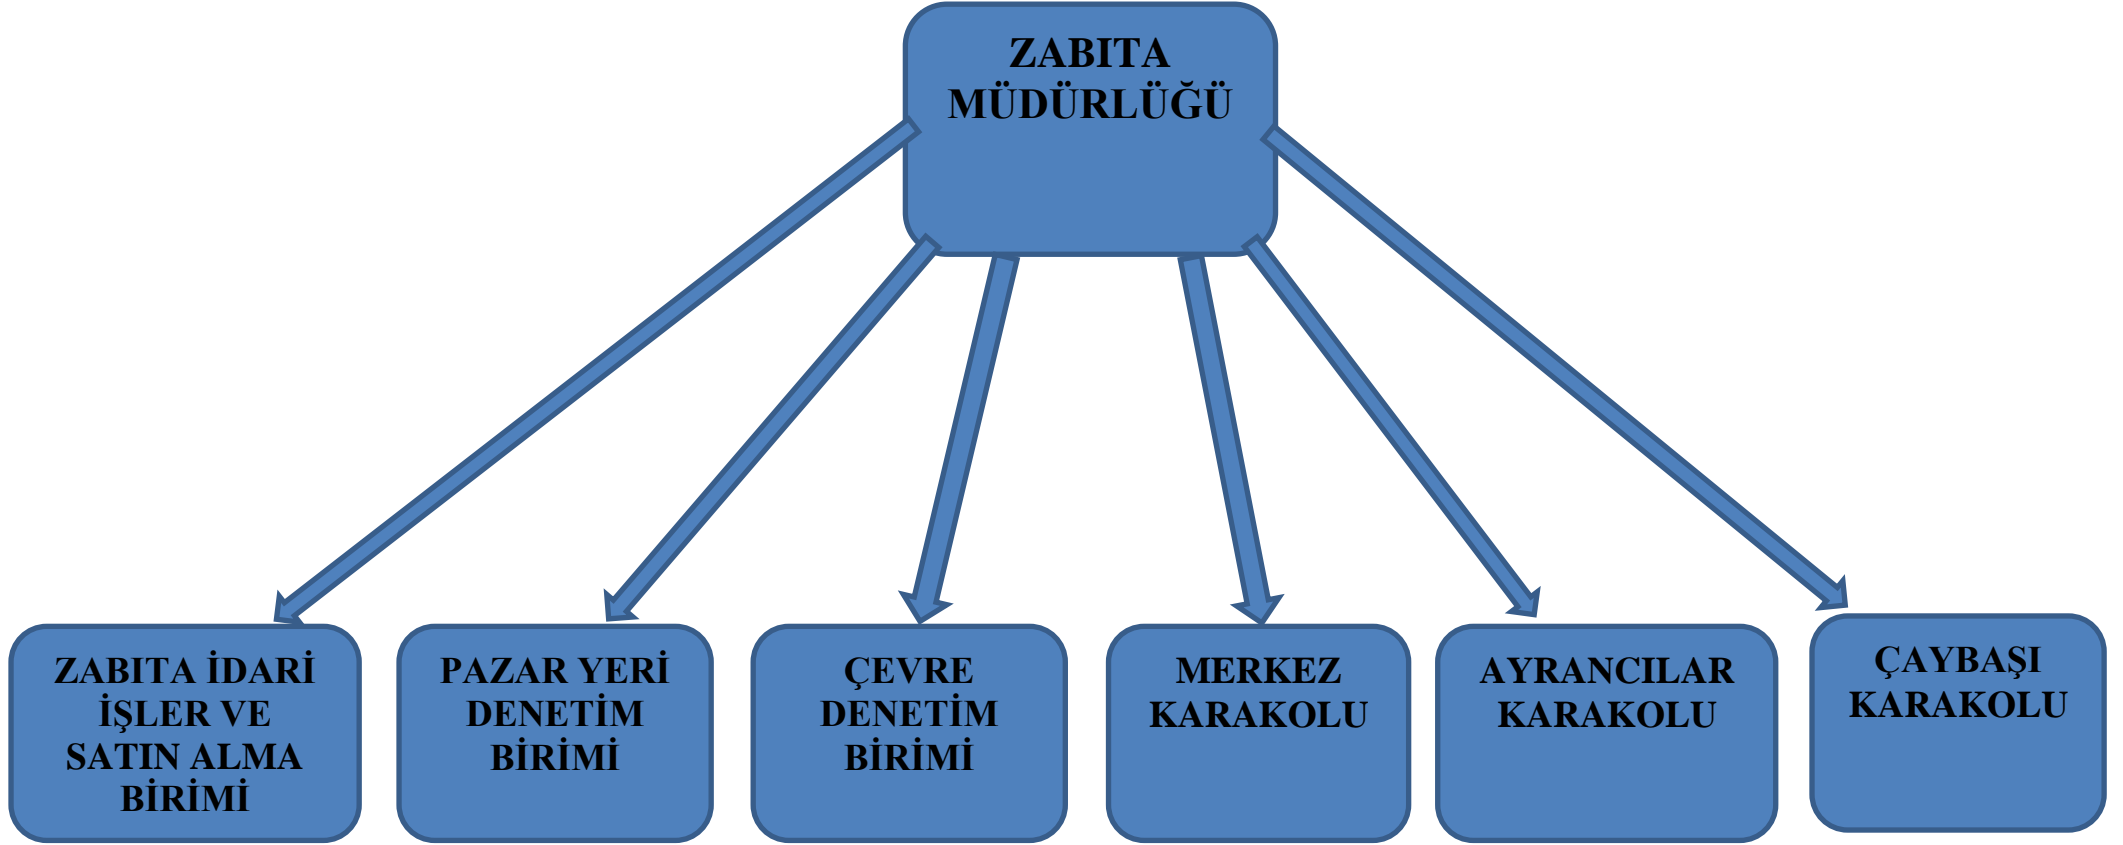 ZABITA
MÜDÜRLÜĞÜ
ZABITA İDARİ
İŞLER VE
SATIN ALMA
BİRİMİ
PAZAR YERİ
DENETİM
BİRİMİ
ÇEVRE
DENETİM
BİRİMİ
MERKEZ
KARAKOLU
AYRANCILAR
KARAKOLU
ÇAYBAŞI
KARAKOLU